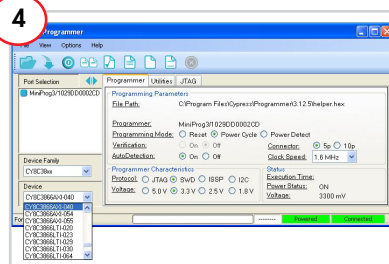 4
Programmer
View Options Help
Port Selection
Programmer Utilities JTAG
MiniProg3/1029DD0002CD
Programming Parameters
File Path: C:\Program Files\Cypress\Programmer\3.12.5\helper.hex
Programmer: MiniProg3/1029DD0002CD
Programming Mode: Reset Power Cycle Power Detect
Verification: On Off Connector: 5p 10p
AutoDetection: On Off Clock Speed: 1.6 MHz
Device Family
CY8C38xx
Programmer Characteristics
Protocol: JTAG SWD ISSP I2C
Voltage: 5.0 V 3.3 V 2.5 V 1.8 V
Status
Execution Time:
Power Status: ON
Voltage: 3300 mV
Device
CY8C3866AXI-040
CY8C3866AXI-040
CY8C3866AXI-054
CY8C3866AXI-055
CY8C3866LTI-020
CY8C3866LTI-023
CY8C3866LTI-029
CY8C3866LTI-030
CY8C3866LTI-064
For
Powered Connected